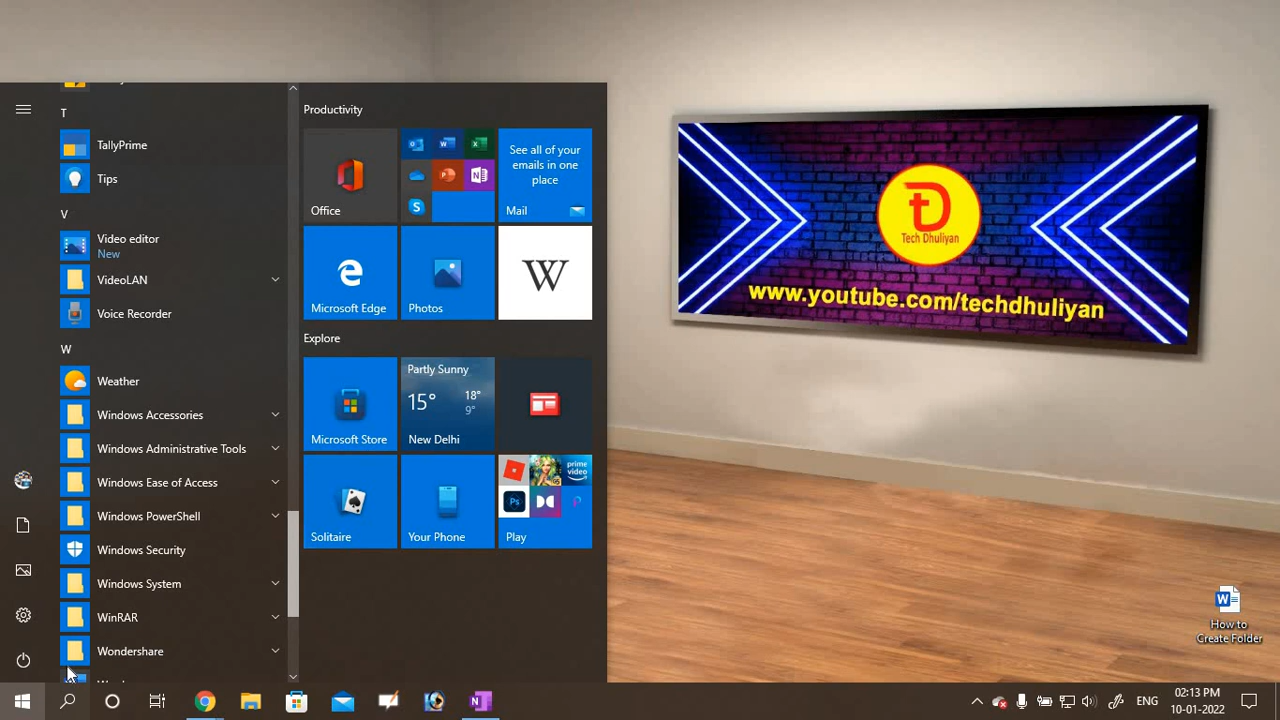 T
TallyPrime
Tips
V
Video editor
New
VideoLAN
Voice Recorder
W
Weather
Windows Accessories
Windows Administrative Tools
Windows Ease of Access
Windows PowerShell
Windows Security
Windows System
WinRAR
Wondershare
Productivity
Office
See all of your
emails in one
place
Mail
Microsoft Edge
Photos
W
Explore
Microsoft Store
Partly Sunny
15°
18°
9°
New Delhi
Solitaire
Your Phone
prime
video
Ps
Play
Tech Dhuliyan
www.youtube.com/techdhuliyan
How to
Create Folder
ENG
02:13 PM
10-01-2022